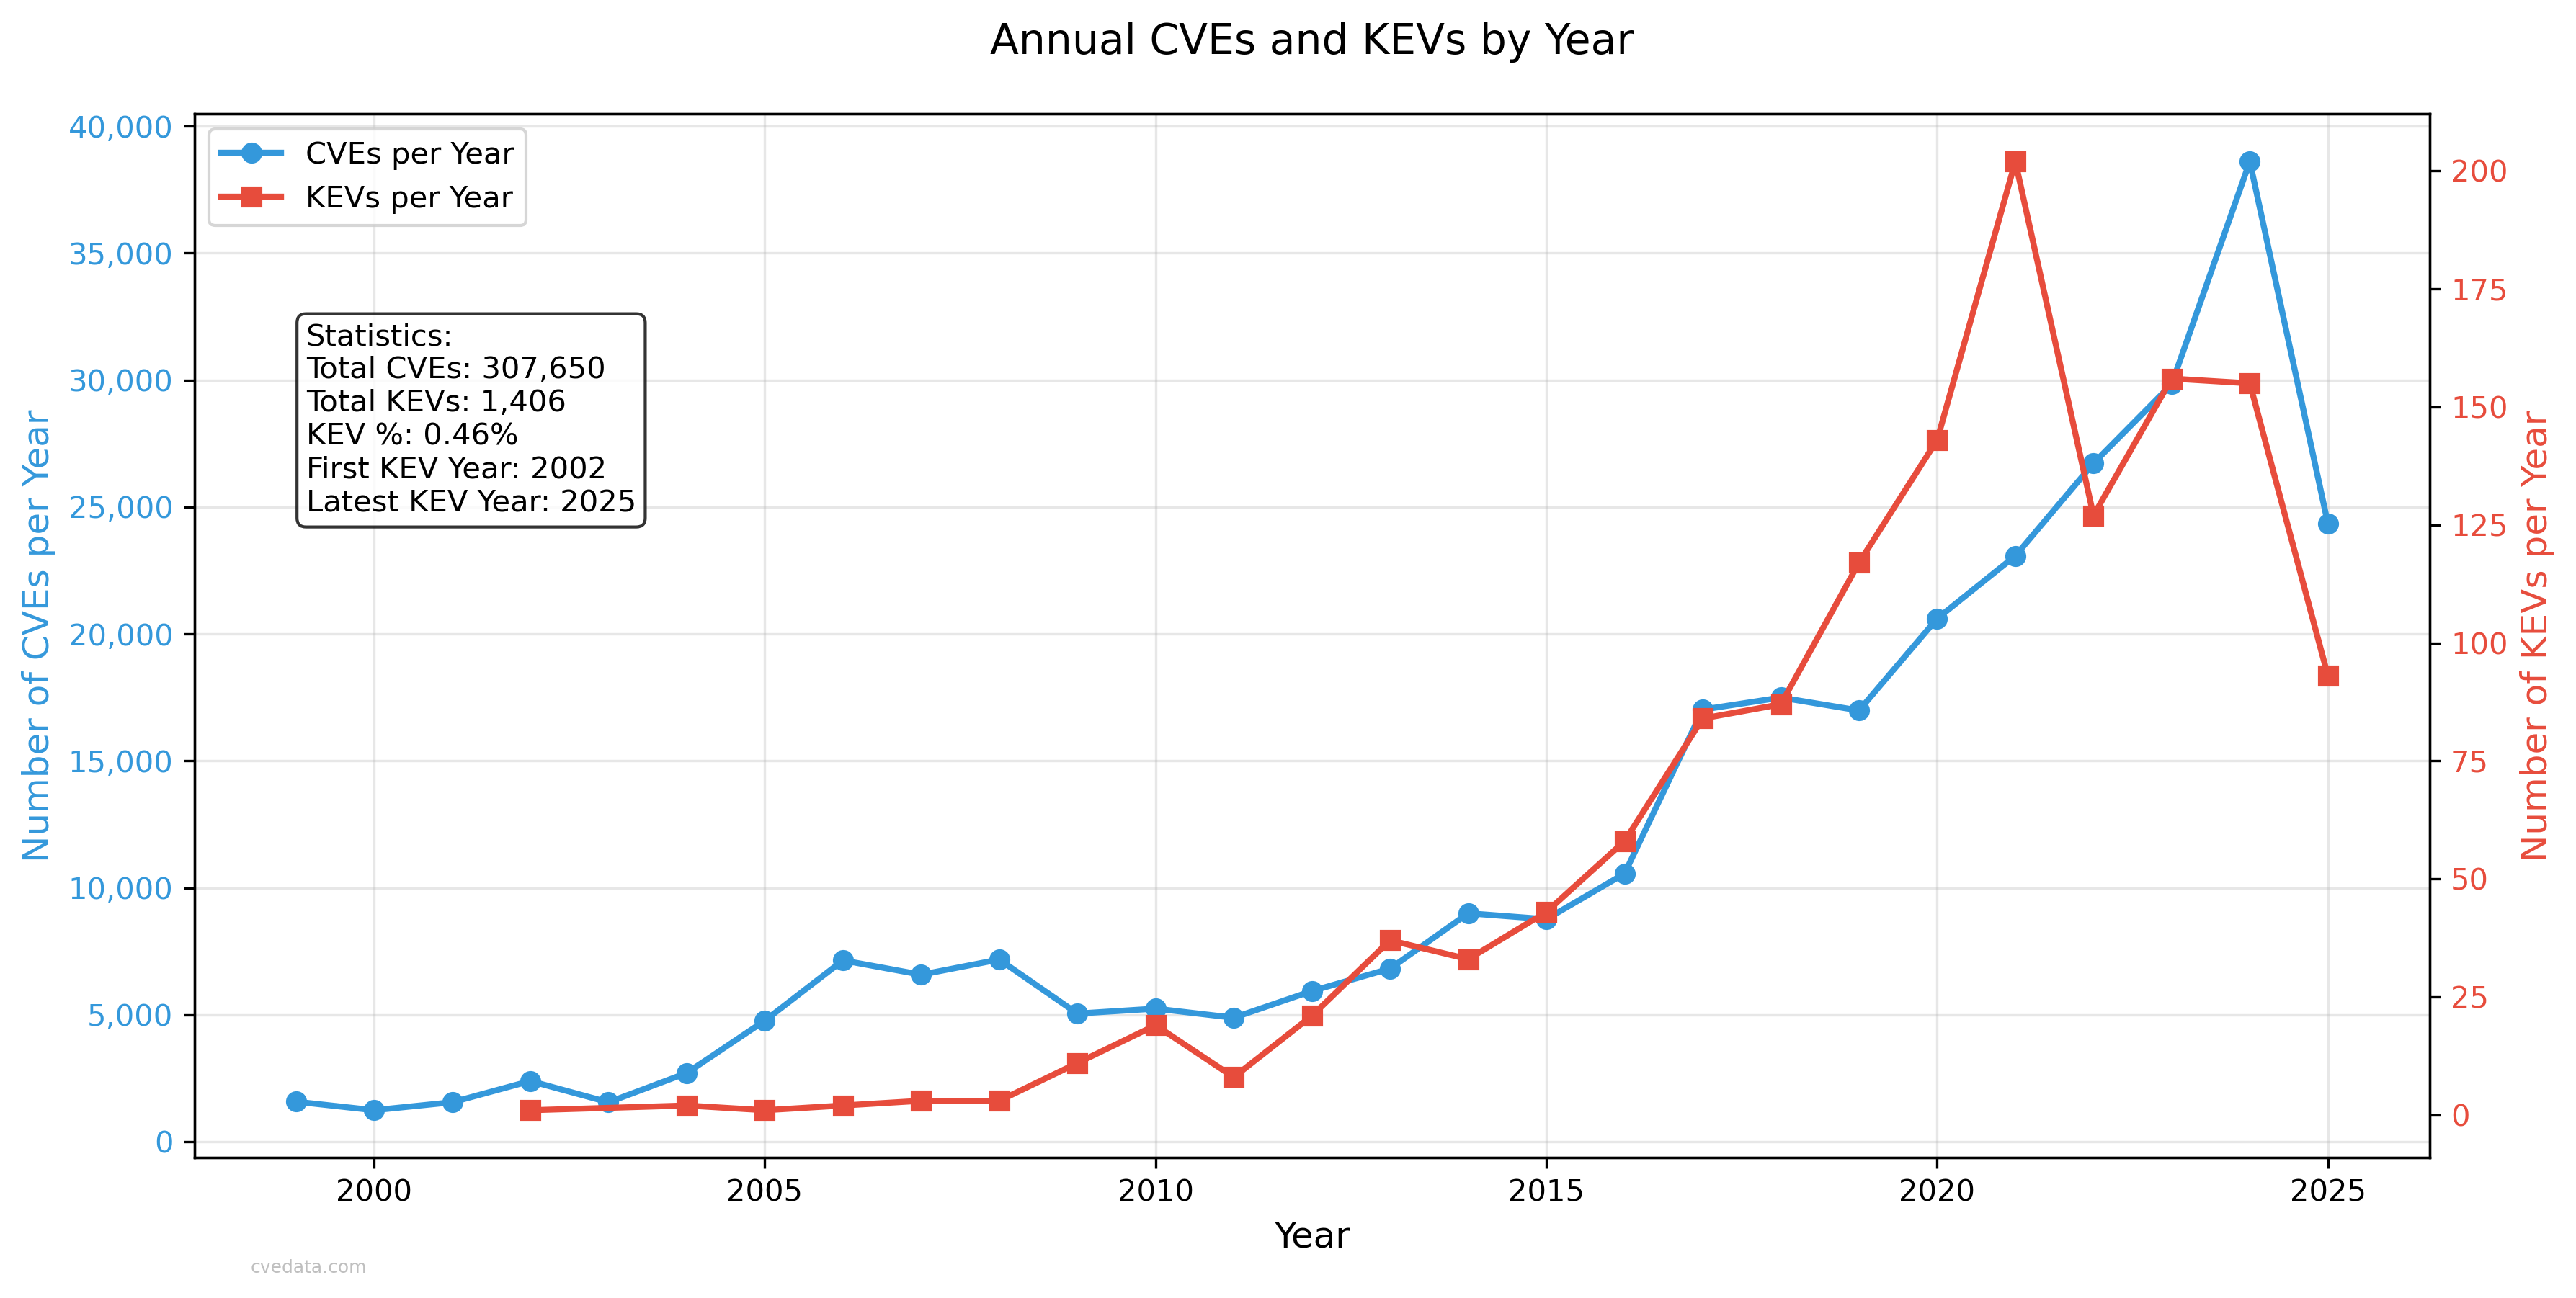 Annual CVEs and KEVs by Year
40,000
35,000
30,000
25,000
20,000
15,000
10,000
5,000
0
Number of CVEs per Year
CVEs per Year
KEVs per Year
Statistics:
Total CVEs: 307,650
Total KEVs: 1,406
KEV %: 0.46%
First KEV Year: 2002
Latest KEV Year: 2025
200
175
150
125
100
75
50
25
0
Number of KEVs per Year
2000
2005
2010
2015
2020
2025
Year
cvedata.com